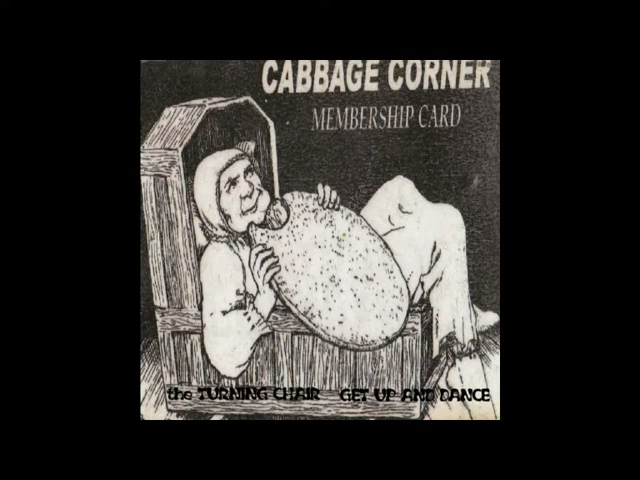 CABBAGE CORNER
MEMBERSHIP CARD
the TURNING CHAIR GET UP AND DANCE